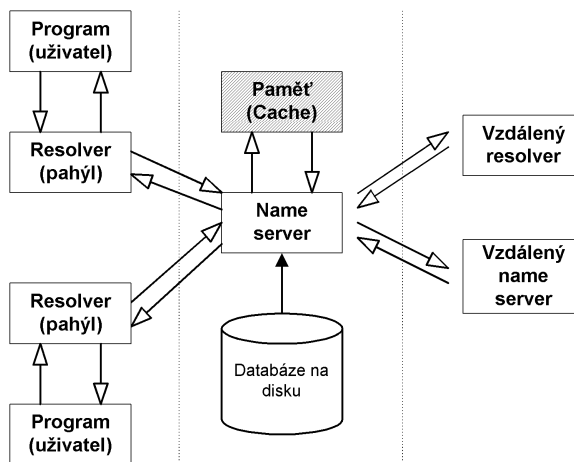 Program
(uživatel)
Resolver
(pahýl)
Resolver
(pahýl)
Program
(uživatel)
Paměť
(Cache)
Name
server
Databáze na
disku
Vzdálený
resolver
Vzdálený
name
server